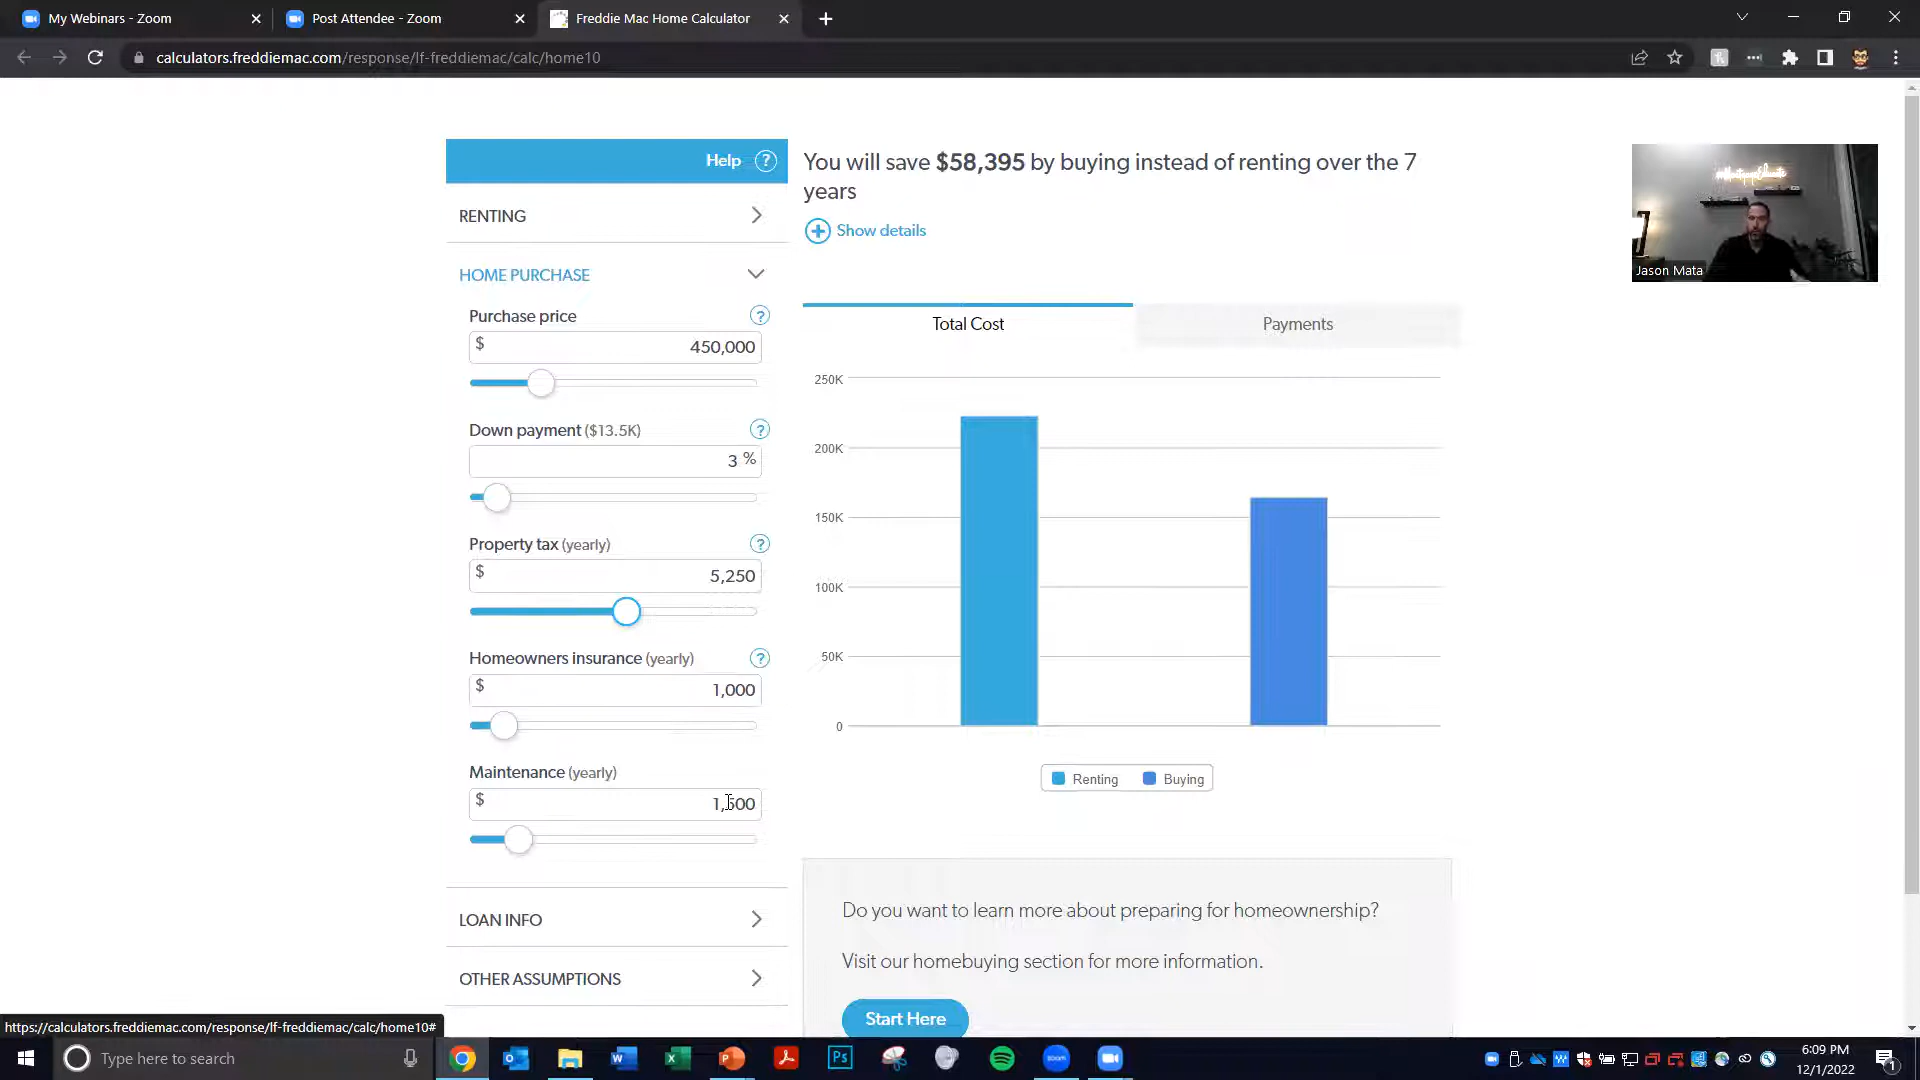 My Webinars - Zoom
Post Attendee - Zoom
Freddie Mac Home Calculator
calculators.freddiemac.com/response/lf-freddiemac/calc/home10
Help ?
RENTING
HOME PURCHASE
Purchase price ?
$ 450,000
Down payment ($13.5K) ?
3 %
Property tax (yearly) ?
$ 5,250
Homeowners insurance (yearly) ?
$ 1,000
Maintenance (yearly)
$ 1,500
LOAN INFO
OTHER ASSUMPTIONS
You will save $58,395 by buying instead of renting over the 7
years
Show details
Total Cost
Payments
250K
200K
150K
100K
50K
0
Renting
Buying
Do you want to learn more about preparing for homeownership?
Visit our homebuying section for more information.
Start Here
Jason Mata
https://calculators.freddiemac.com/response/lf-freddiemac/calc/home10#
Type here to search
Ps
zoom
6:09 PM
12/1/2022
1